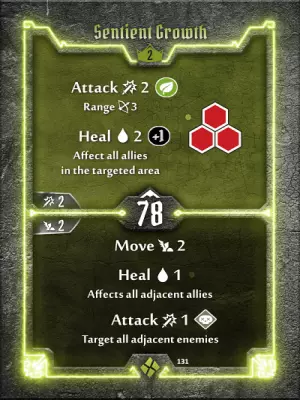 Sentient Growth
2
Attack 2
Range 3
Heal 2 +1
Affect all allies
in the targeted area
2
78
2
Move 2
Heal 1
Affects all adjacent allies
Attack 1
Target all adjacent enemies
131